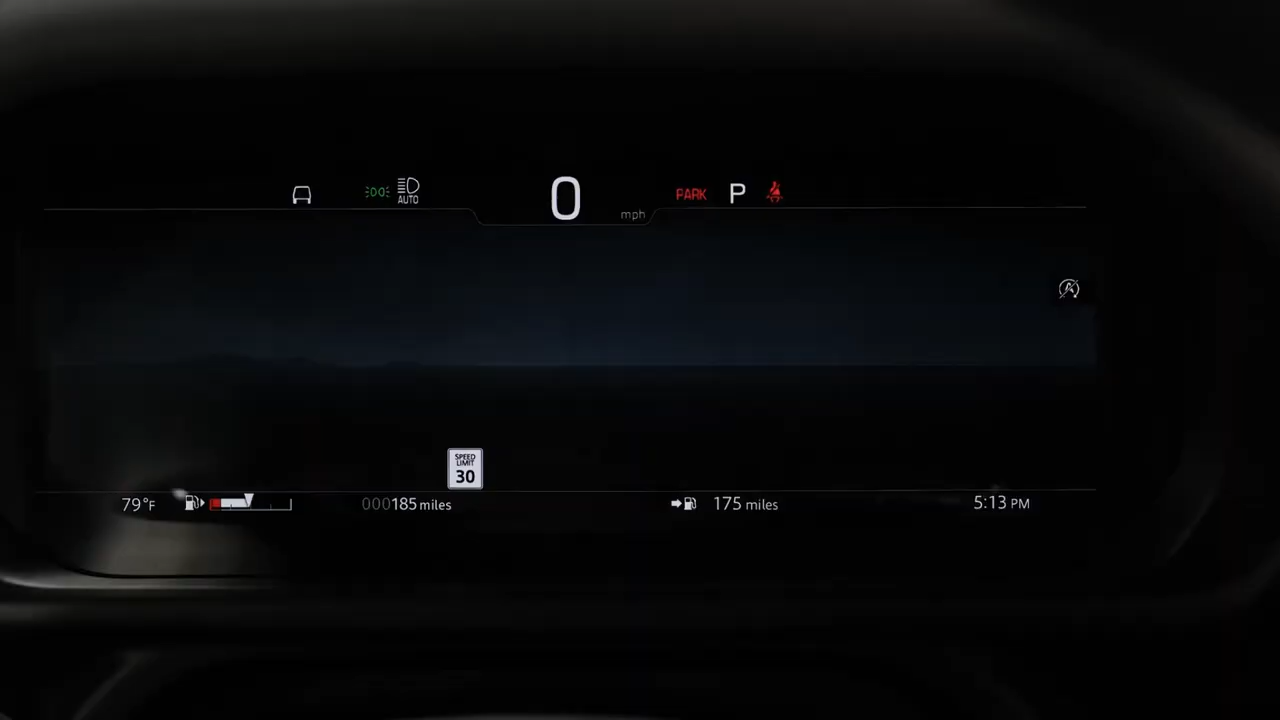 AUTO
0
mph
PARK
P
A
SPEED
LIMIT
30
79°F
000185 miles
175 miles
5:13 PM